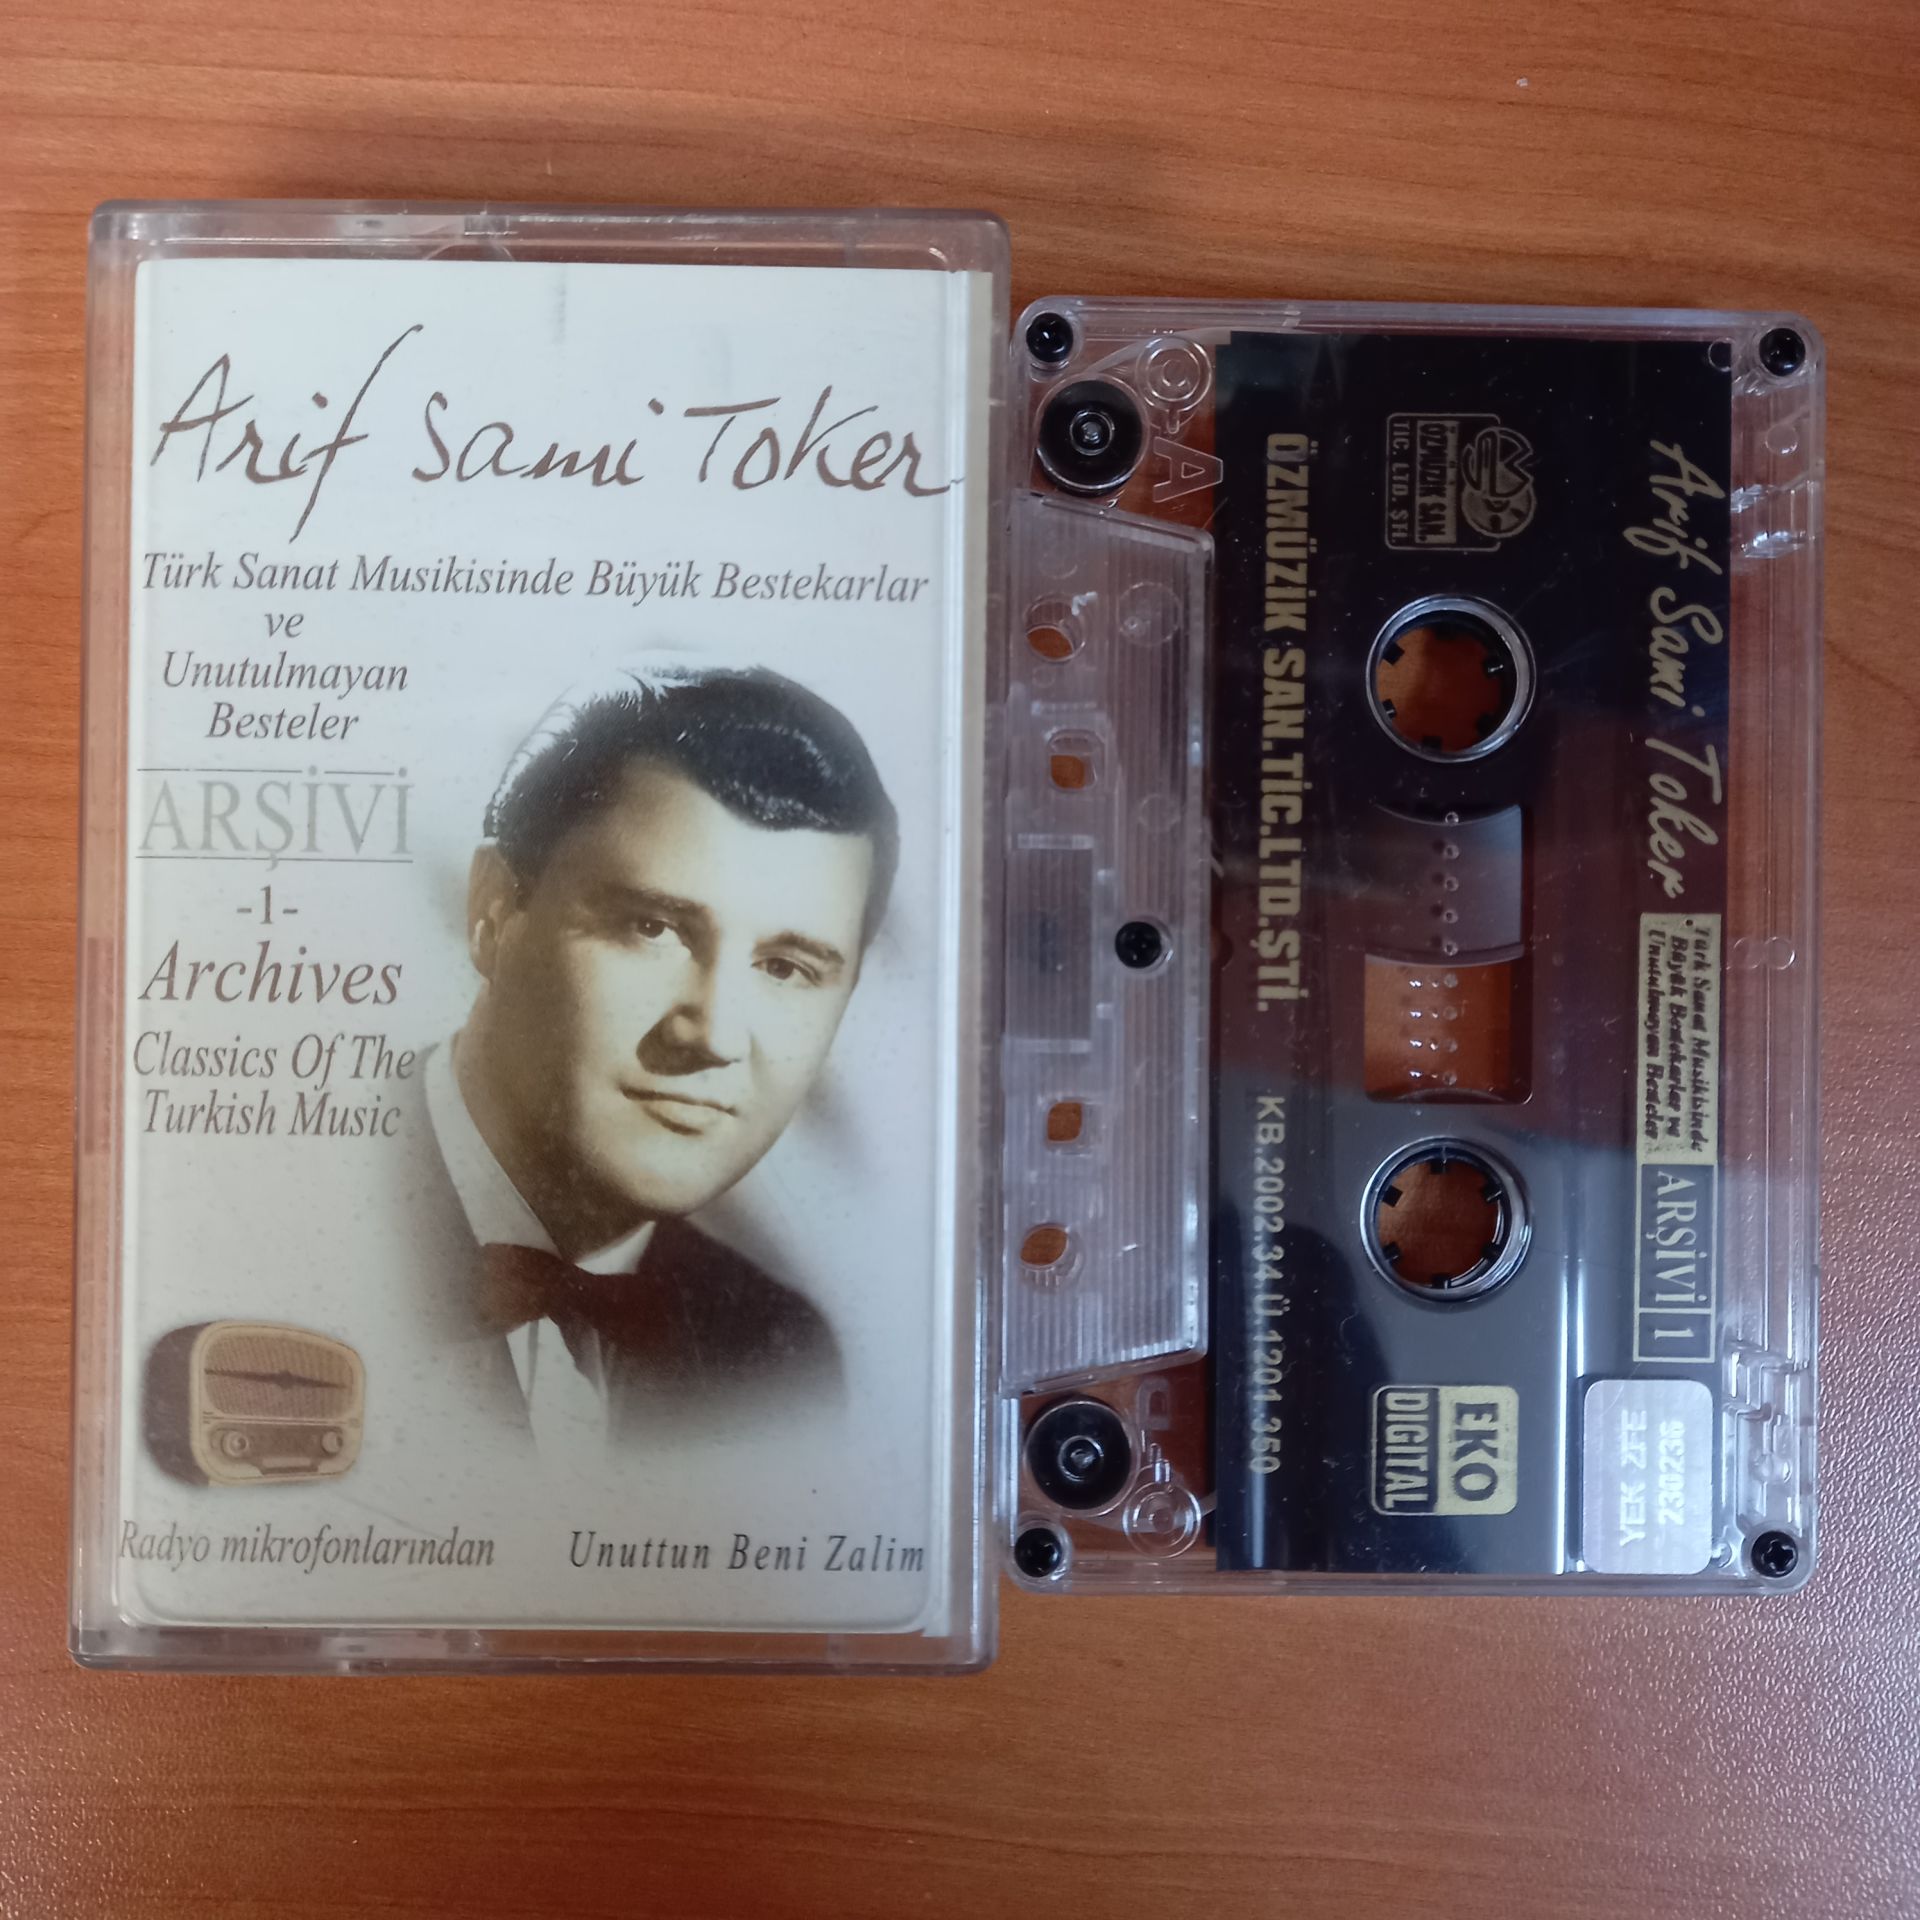 Arif Sami Toker
Türk Sanat Musikisinde Büyük Bestekarlar
ve
Unutulmayan
Besteler
ARŞİVİ
-1-
Archives
Classics Of The
Turkish Music
Radyo mikrofonlarından
Unuttun Beni Zalim
A
ÖZMÜZİK SAN.TİC.LTD.ŞTİ.
KB.2002.34.Ü.1201.350
ÖZMÜZİK SAN.
TİC. LTD. ŞTİ.
EKO
DIGITAL
Arif Sami Toker
Türk Sanat Musikisinde
Büyük Bestekarlar ve
Unutulmayan Besteler
ARŞİVİ 1
230236